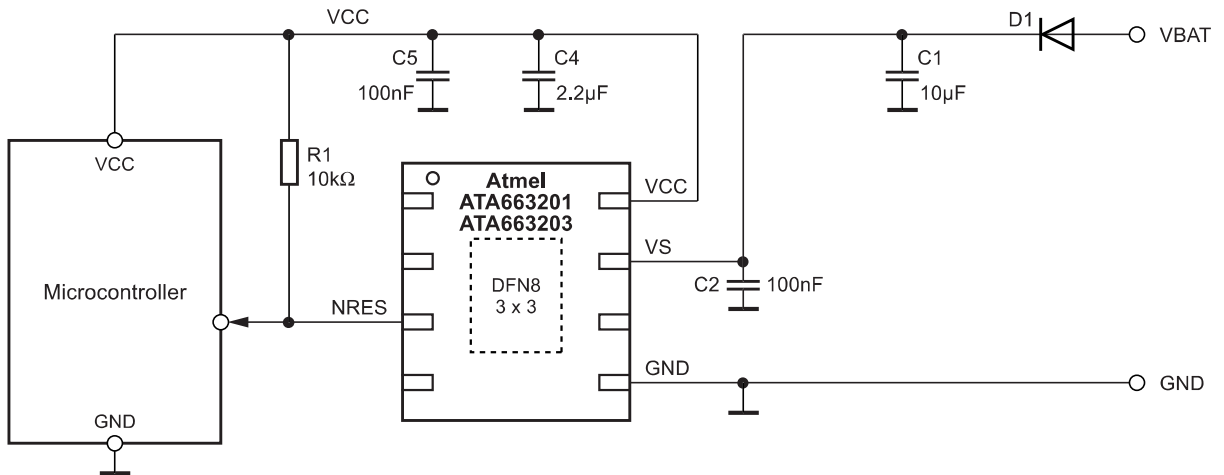 VCC
D1
VBAT
C5
100nF
C4
2.2µF
C1
10µF
VCC
R1
10kΩ
Atmel
ATA663201
ATA663203
VCC
VS
DFN8
3 x 3
C2
100nF
Microcontroller
NRES
GND
GND
GND